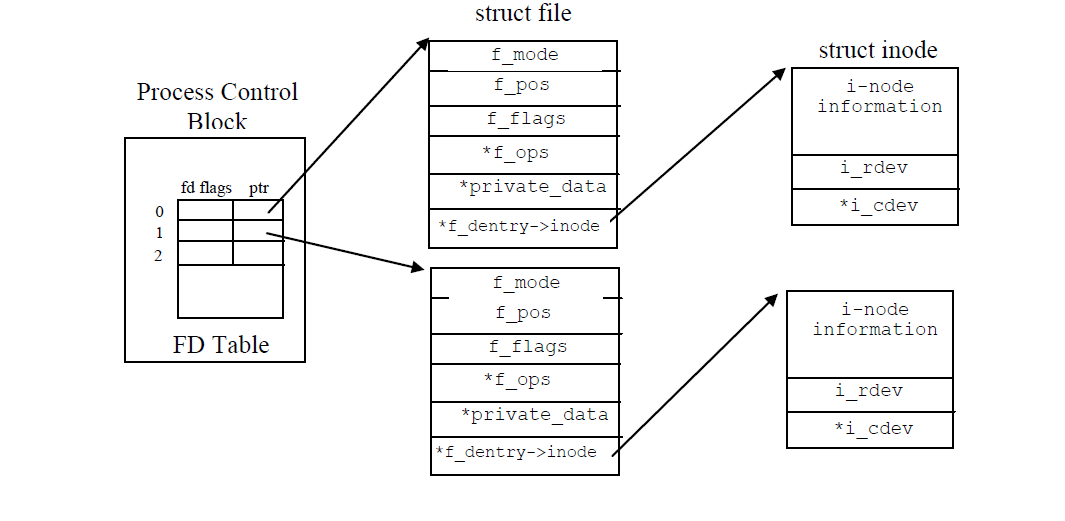 struct file
struct inode
Process Control
Block
fd flags ptr
0
1
2
FD Table
f_mode
f_pos
f_flags
*f_ops
*private_data
*f_dentry->inode
f_mode
f_pos
f_flags
*f_ops
*private_data
*f_dentry->inode
i-node
information
i_rdev
*i_cdev
i-node
information
i_rdev
*i_cdev